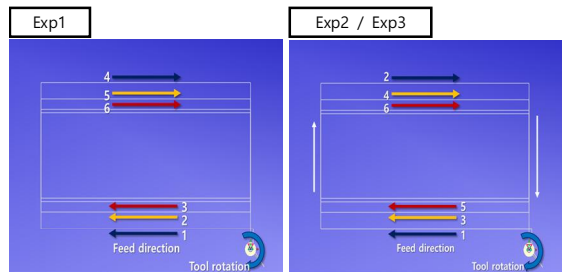 Exp1
Exp2 / Exp3
4
5
6
3
2
1
Feed direction
Tool rotation
2
4
6
5
3
1
Feed direction
Tool rotation